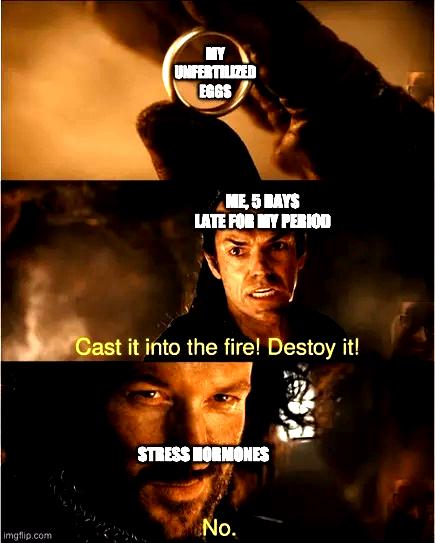 MY
UNFERTILIZED
EGGS
ME, 5 DAYS
LATE FOR MY PERIOD
Cast it into the fire! Destoy it!
STRESS HORMONES
No.
imgflip.com